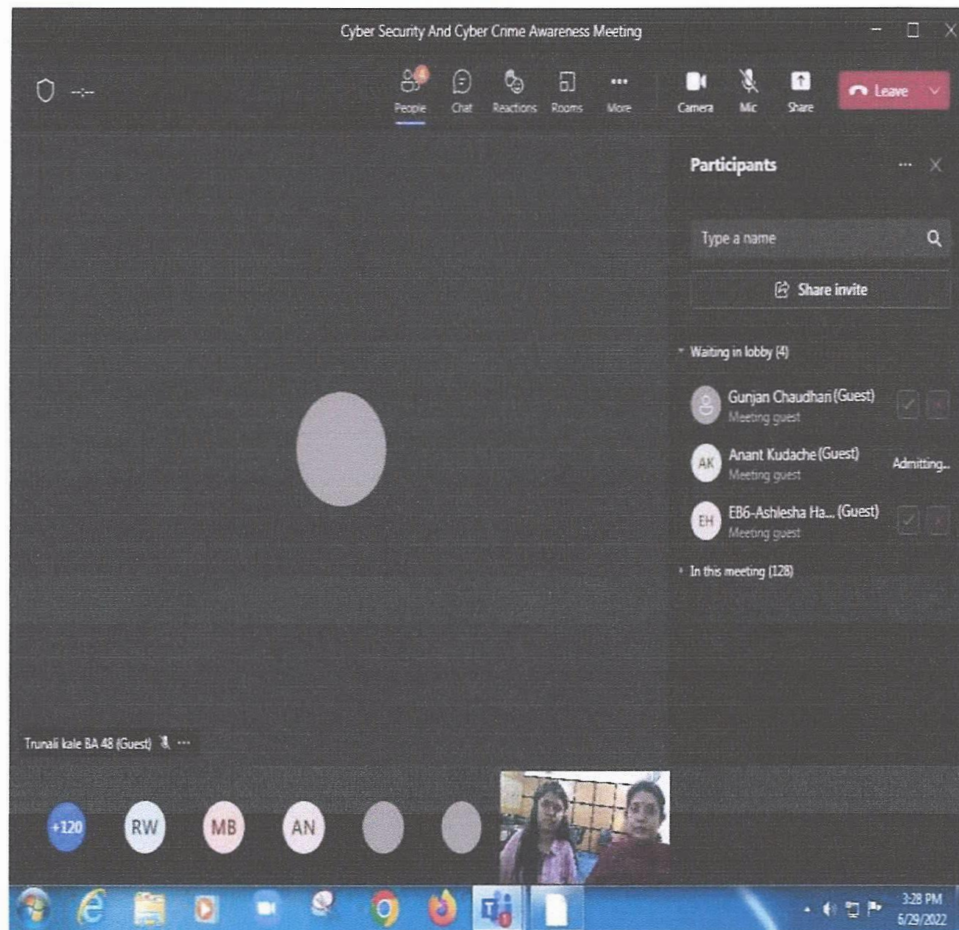 Cyber Security And Cyber Crime Awareness Meeting
--:--
4
People
Chat
Reactions
Rooms
More
Camera
Mic
Share
Leave
Participants
Type a name
Share invite
Waiting in lobby (4)
Gunjan Chaudhari (Guest)
Meeting guest
AK
Anant Kudache (Guest)
Meeting guest
Admitting...
EH
EB6-Ashlesha Ha... (Guest)
Meeting guest
In this meeting (128)
Trunali kale BA 48 (Guest)
+120
RW
MB
AN
3:28 PM
6/29/2022